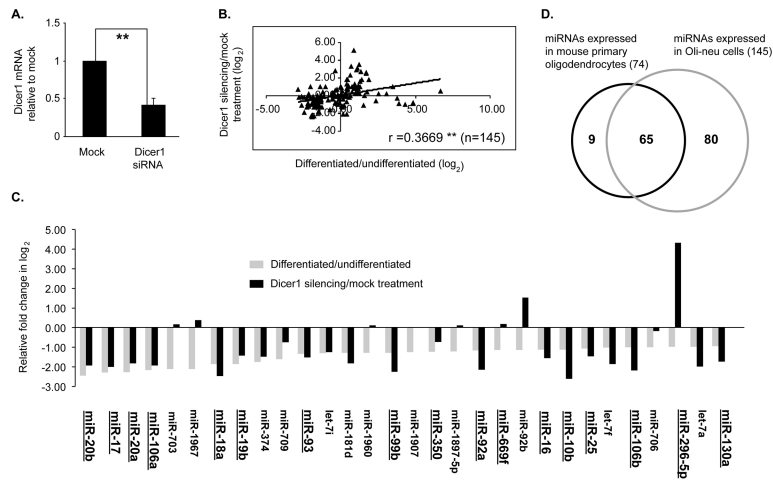 A.
Dicer1 mRNA
relative to mock
1.5
1
0.5
0
**
Mock
Dicer1
siRNA
B.
Dicer1 silencing/mock
treatment (log2)
6.00
4.00
2.00
-2.00
-4.00
-5.00
5.00
10.00
r =0.3669 ** (n=145)
Differentiated/undifferentiated (log2)
D.
miRNAs expressed
in mouse primary
oligodendrocytes (74)
miRNAs expressed
in Oli-neu cells (145)
9
65
80
C.
Relative fold change in log2
5.00
4.00
3.00
2.00
1.00
0.00
-1.00
-2.00
-3.00
Differentiated/undifferentiated
Dicer1 silencing/mock treatment
miR-20b
miR-17
miR-20a
miR-106a
miR-703
miR-1967
miR-18a
miR-19b
miR-374
miR-709
miR-93
let-7i
miR-181d
miR-1960
miR-99b
miR-1907
miR-350
miR-1897-5p
miR-92a
miR-669f
miR-92b
miR-16
miR-10b
miR-25
let-7f
miR-106b
miR-706
miR-296-5p
let-7a
miR-130a